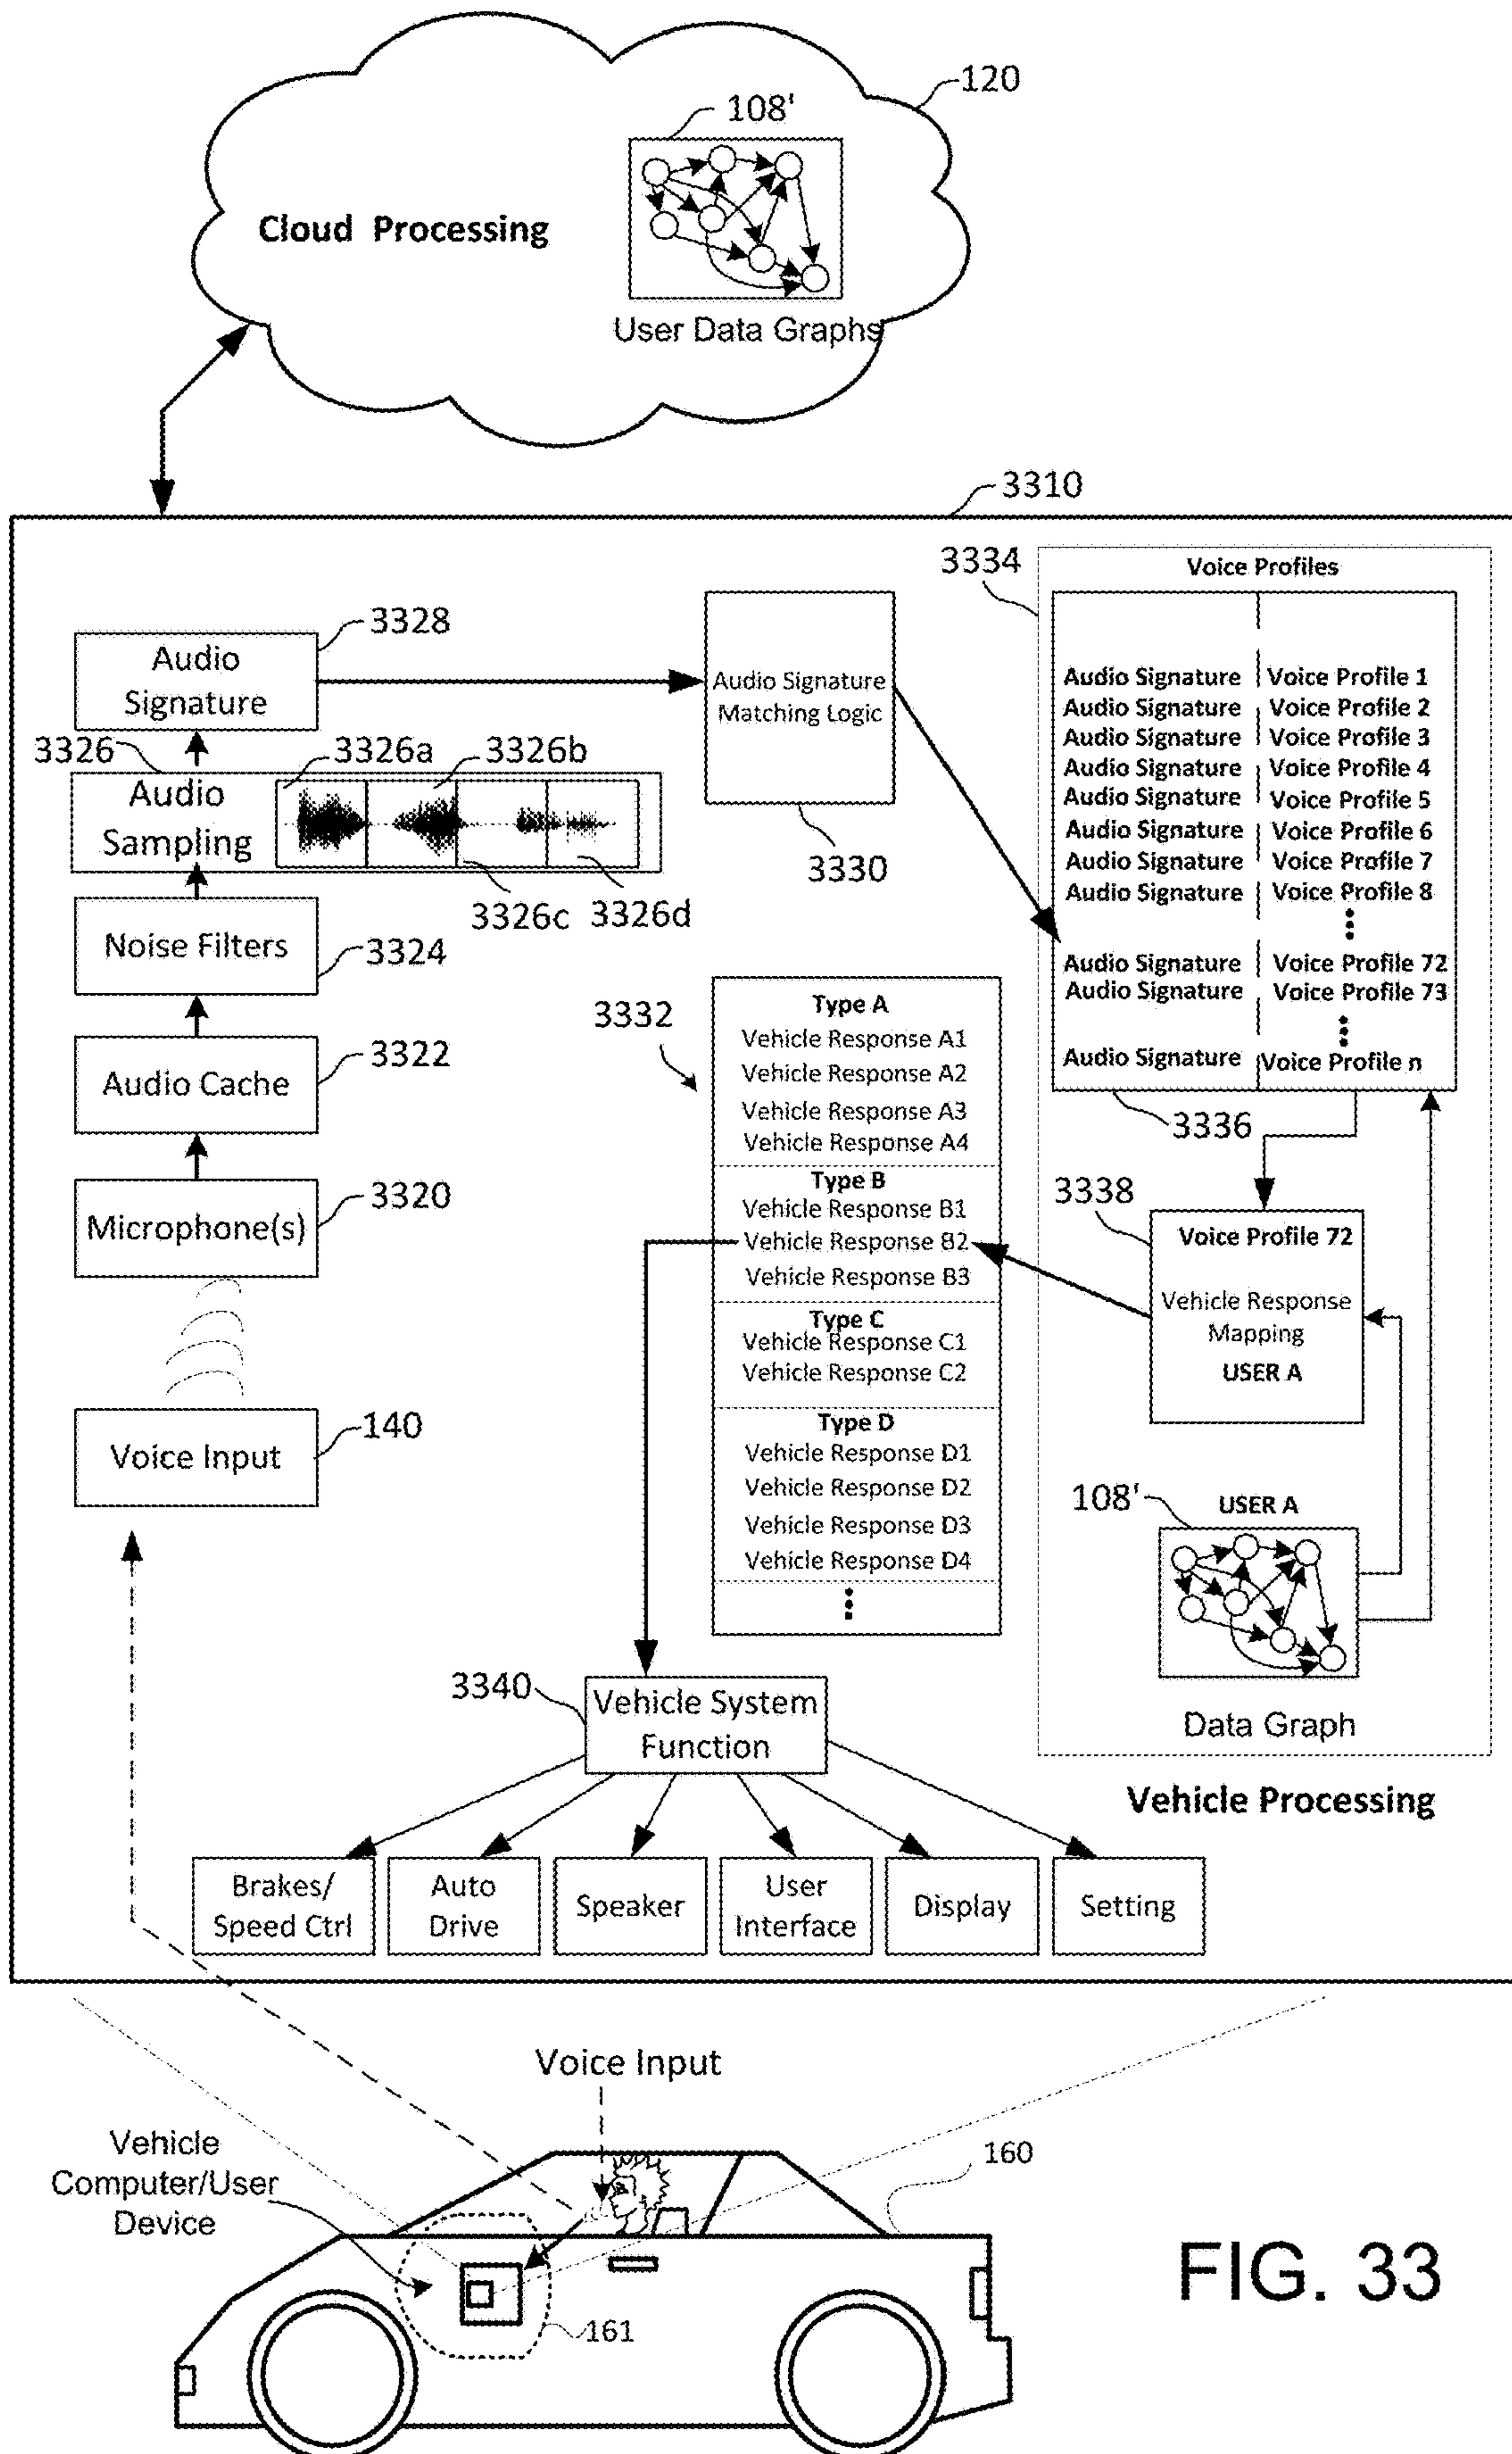 120
108'
Cloud Processing
User Data Graphs
3310
3334
Voice Profiles
3328
Audio
Signature
Audio Signature
Matching Logic
3330
Audio Signature Voice Profile 1
Audio Signature Voice Profile 2
Audio Signature Voice Profile 3
Audio Signature Voice Profile 4
Audio Signature Voice Profile 5
Audio Signature Voice Profile 6
Audio Signature Voice Profile 7
Audio Signature Voice Profile 8
Audio Signature Voice Profile 72
Audio Signature Voice Profile 73
Audio Signature Voice Profile n
3336
3326
3326a
3326b
Audio
Sampling
3326c
3326d
Noise Filters
3324
Audio Cache
3322
Microphone(s)
3320
Voice Input
140
3332
Type A
Vehicle Response A1
Vehicle Response A2
Vehicle Response A3
Vehicle Response A4
Type B
Vehicle Response B1
Vehicle Response B2
Vehicle Response B3
Type C
Vehicle Response C1
Vehicle Response C2
Type D
Vehicle Response D1
Vehicle Response D2
Vehicle Response D3
Vehicle Response D4
3338
Voice Profile 72
Vehicle Response
Mapping
USER A
108'
USER A
Data Graph
3340
Vehicle System
Function
Vehicle Processing
Brakes/
Speed Ctrl
Auto
Drive
Speaker
User
Interface
Display
Setting
Voice Input
Vehicle
Computer/User
Device
160
161
FIG. 33